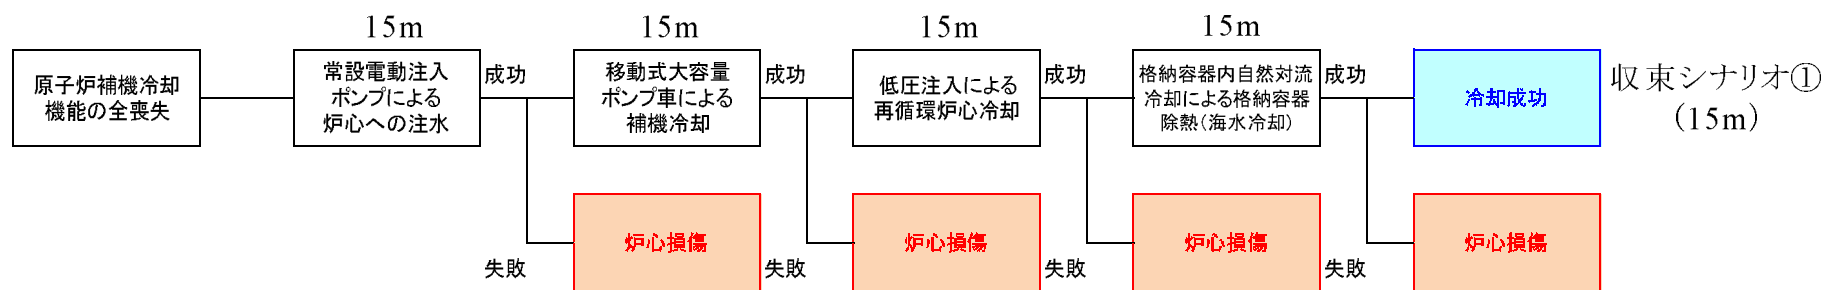 15m
15m
15m
15m
原子炉補機冷却
機能の全喪失
常設電動注入
ポンプによる
炉心への注水
成功
移動式大容量
ポンプ車による
補機冷却
成功
低圧注入による
再循環炉心冷却
成功
格納容器内自然対流
冷却による格納容器
除熱(海水冷却)
成功
冷却成功
収束シナリオ①
(15m)
失敗
炉心損傷
失敗
炉心損傷
失敗
炉心損傷
失敗
炉心損傷